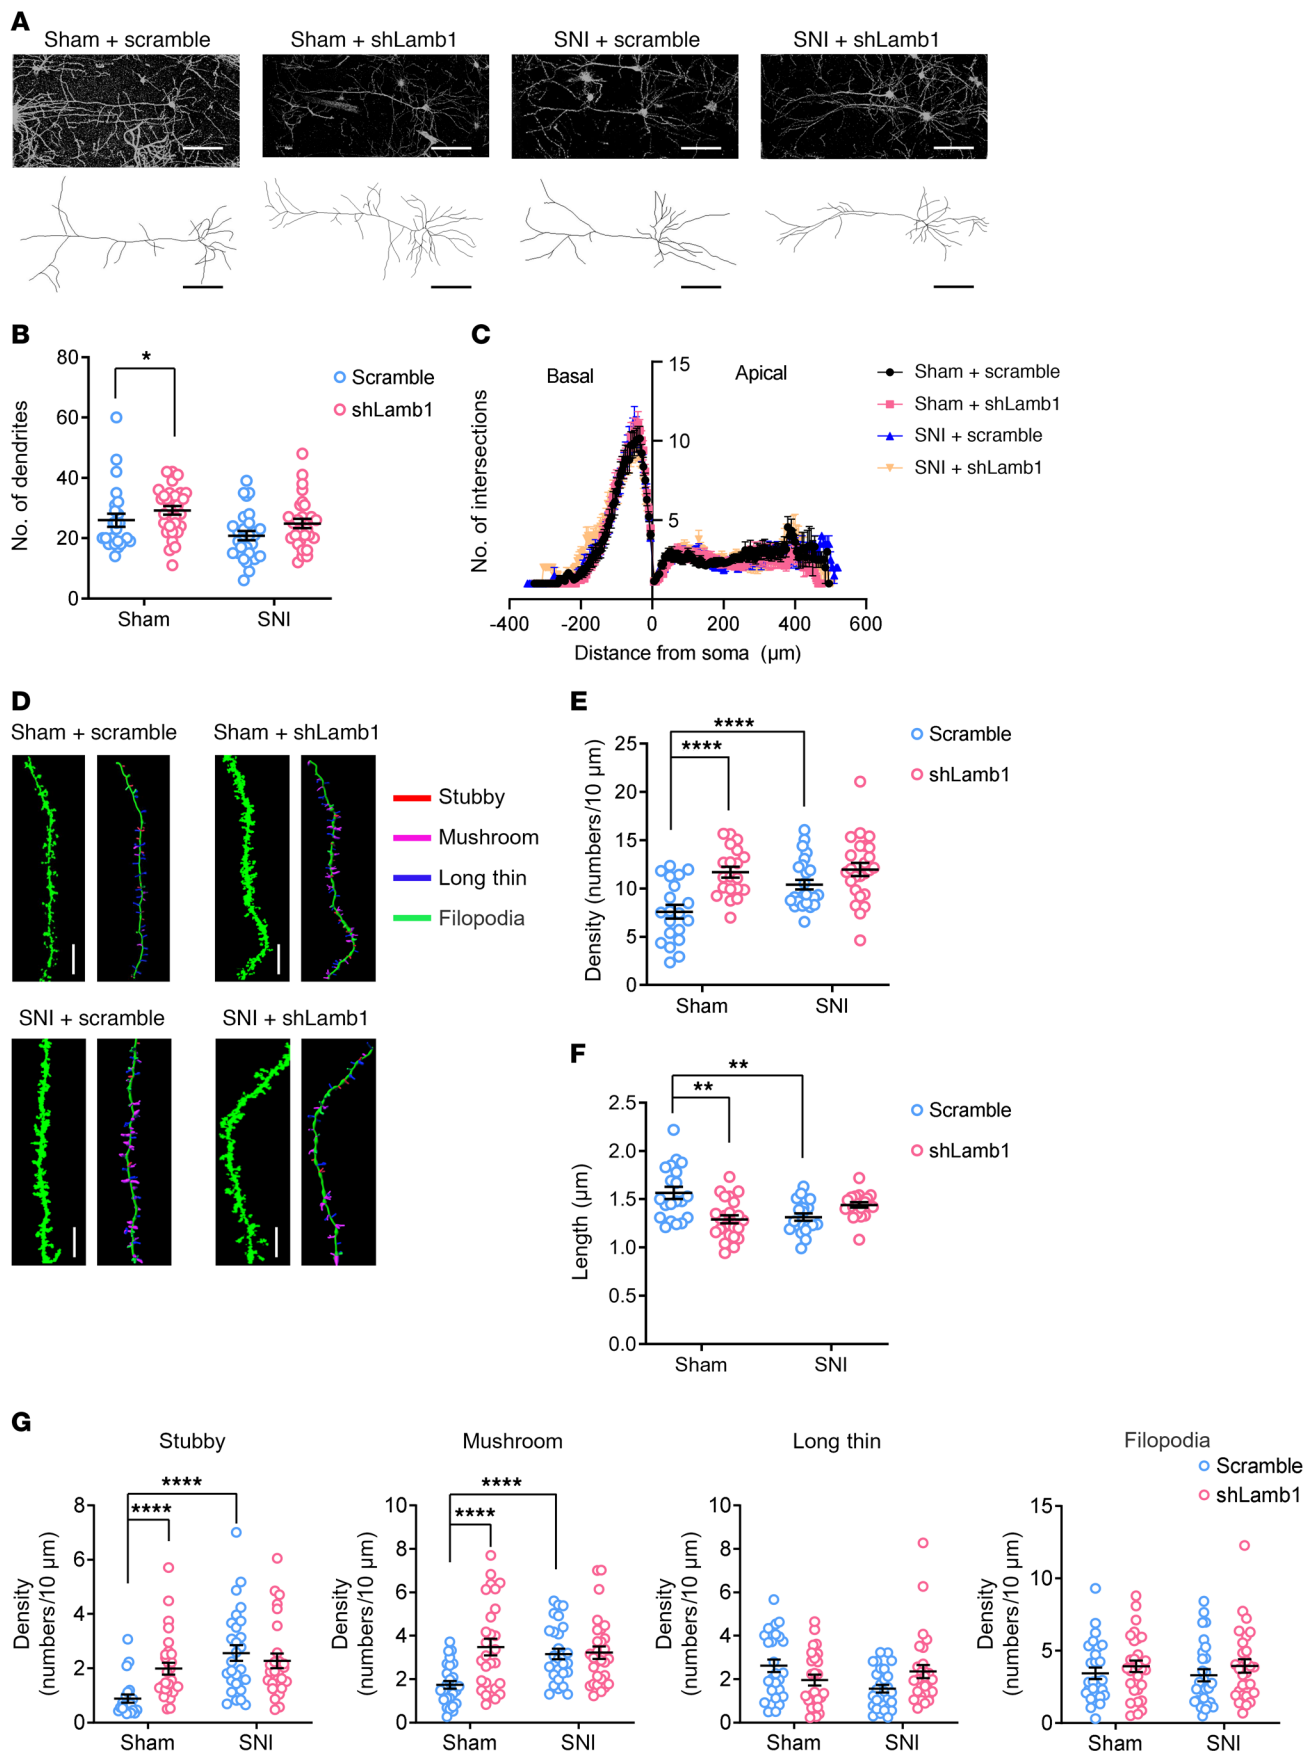 A
Sham + scramble
Sham + shLamb1
SNI + scramble
SNI + shLamb1
B
80
60
40
20
0
No. of dendrites
*
Scramble
shLamb1
Sham
SNI
C
15
10
5
No. of intersections
Basal
Apical
Sham + scramble
Sham + shLamb1
SNI + scramble
SNI + shLamb1
-400
-200
0
200
400
600
Distance from soma (µm)
D
Sham + scramble
Sham + shLamb1
Stubby
Mushroom
Long thin
Filopodia
SNI + scramble
SNI + shLamb1
E
****
****
25
20
15
10
5
0
Density (numbers/10 µm)
Scramble
shLamb1
Sham
SNI
F
**
**
2.5
2.0
1.5
1.0
0.5
0.0
Length (µm)
Scramble
shLamb1
Sham
SNI
G
Stubby
****
****
8
6
4
2
0
Density
(numbers/10 µm)
Sham
SNI
Mushroom
****
****
10
8
6
4
2
0
Density
(numbers/10 µm)
Sham
SNI
Long thin
10
8
6
4
2
0
Density
(numbers/10 µm)
Sham
SNI
Filopodia
Scramble
shLamb1
15
10
5
0
Density
(numbers/10 µm)
Sham
SNI